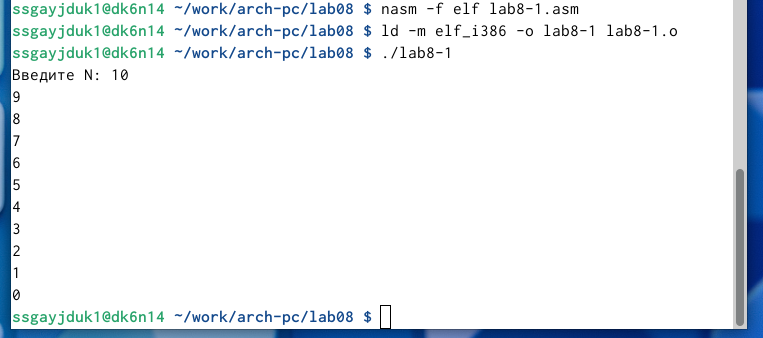 ssgayjduk1@dk6n14 ~/work/arch-pc/lab08 $ nasm -f elf lab8-1.asm
ssgayjduk1@dk6n14 ~/work/arch-pc/lab08 $ ld -m elf_i386 -o lab8-1 lab8-1.o
ssgayjduk1@dk6n14 ~/work/arch-pc/lab08 $ ./lab8-1
Введите N: 10
9
8
7
6
5
4
3
2
1
0
ssgayjduk1@dk6n14 ~/work/arch-pc/lab08 $